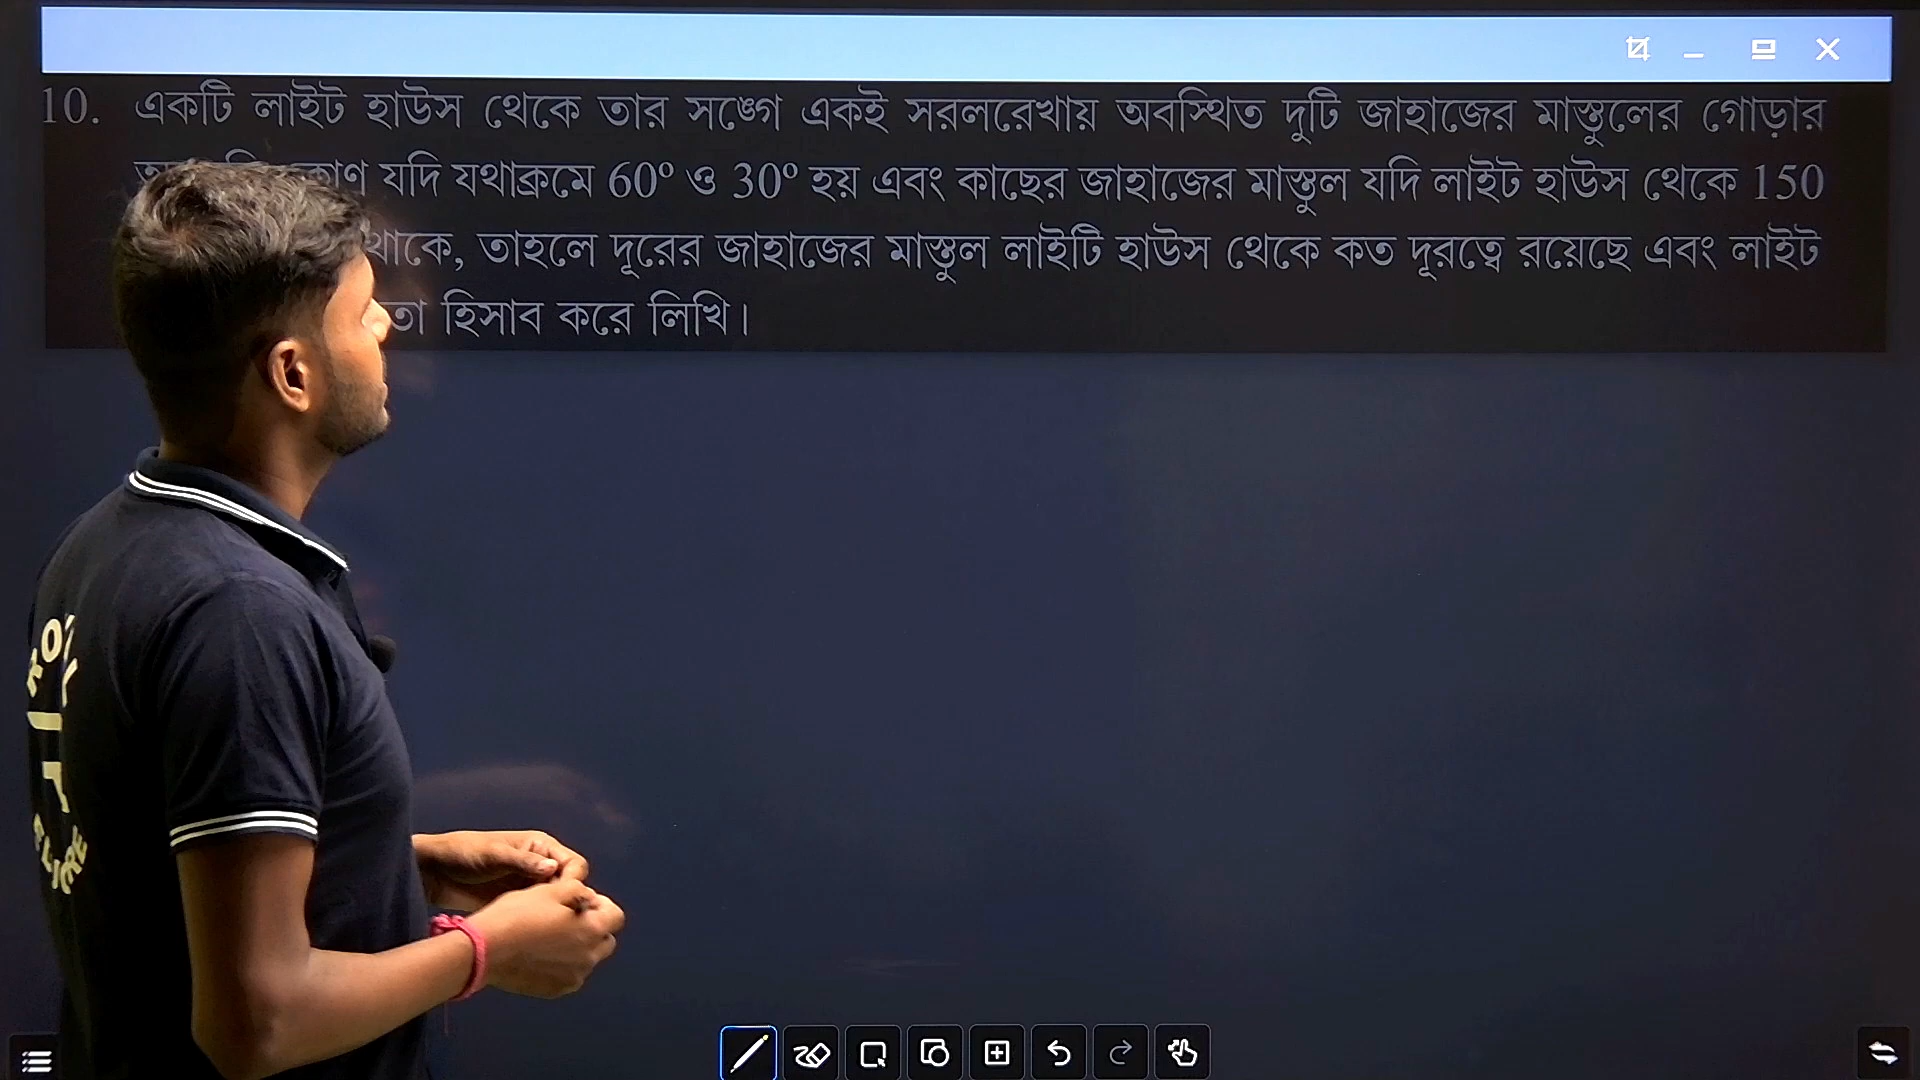 10. একটি লাইট হাউস থেকে তার সঙ্গে একই সরলরেখায় অবস্থিত দুটি জাহাজের মাস্তুলের গোড়ার
যদি যথাক্রমে 60° ও 30° হয় এবং কাছের জাহাজের মাস্তুল যদি লাইট হাউস থেকে 150
থাকে, তাহলে দূরের জাহাজের মাস্তুল লাইটি হাউস থেকে কত দূরত্বে রয়েছে এবং লাইট
হিসাব করে লিখি।